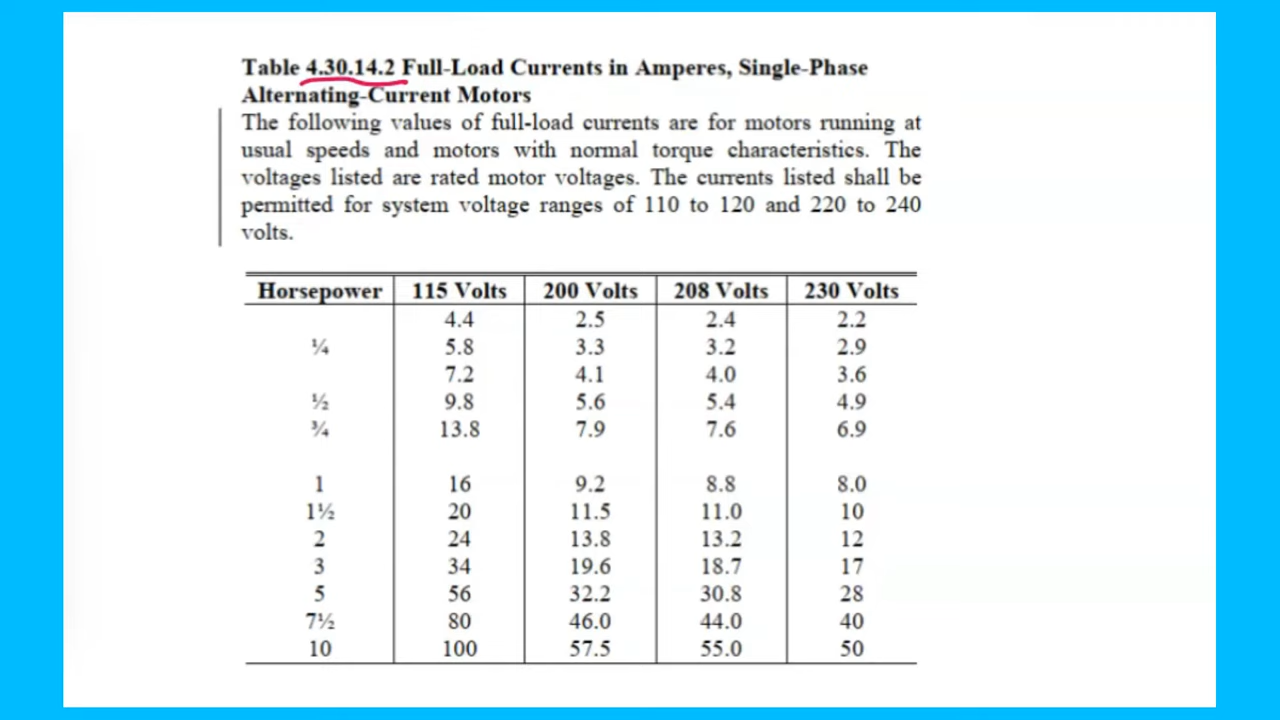 Table 4.30.14.2 Full-Load Currents in Amperes, Single-Phase
Alternating-Current Motors
The following values of full-load currents are for motors running at
usual speeds and motors with normal torque characteristics. The
voltages listed are rated motor voltages. The currents listed shall be
permitted for system voltage ranges of 110 to 120 and 220 to 240
volts.
Horsepower 115 Volts 200 Volts 208 Volts 230 Volts
4.4 2.5 2.4 2.2
¼ 5.8 3.3 3.2 2.9
7.2 4.1 4.0 3.6
½ 9.8 5.6 5.4 4.9
¾ 13.8 7.9 7.6 6.9
1 16 9.2 8.8 8.0
1½ 20 11.5 11.0 10
2 24 13.8 13.2 12
3 34 19.6 18.7 17
5 56 32.2 30.8 28
7½ 80 46.0 44.0 40
10 100 57.5 55.0 50